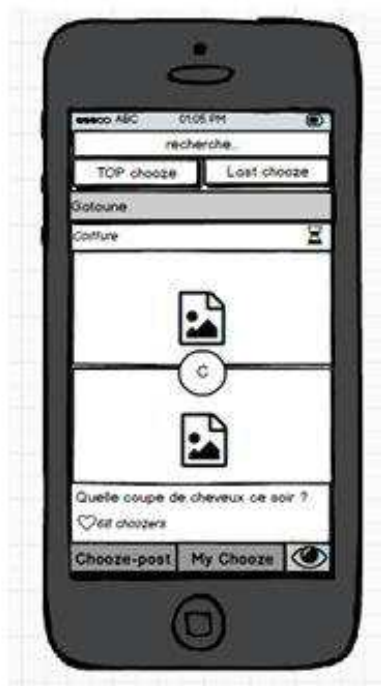 ABC 01:05 PM
recherche..
TOP chooze Last chooze
Gatoune
Coiffure
C
Quelle coupe de cheveux ce soir ?
choozers
Chooze-post My Chooze